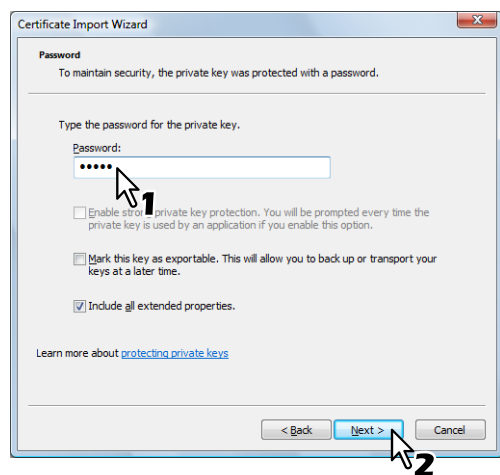 Certificate Import Wizard
Password
To maintain security, the private key was protected with a password.
Type the password for the private key.
Password:
•••••
1
Enable strong private key protection. You will be prompted every time the
private key is used by an application if you enable this option.
Mark this key as exportable. This will allow you to back up or transport your
keys at a later time.
Include all extended properties.
Learn more about protecting private keys
< Back Next > Cancel
2